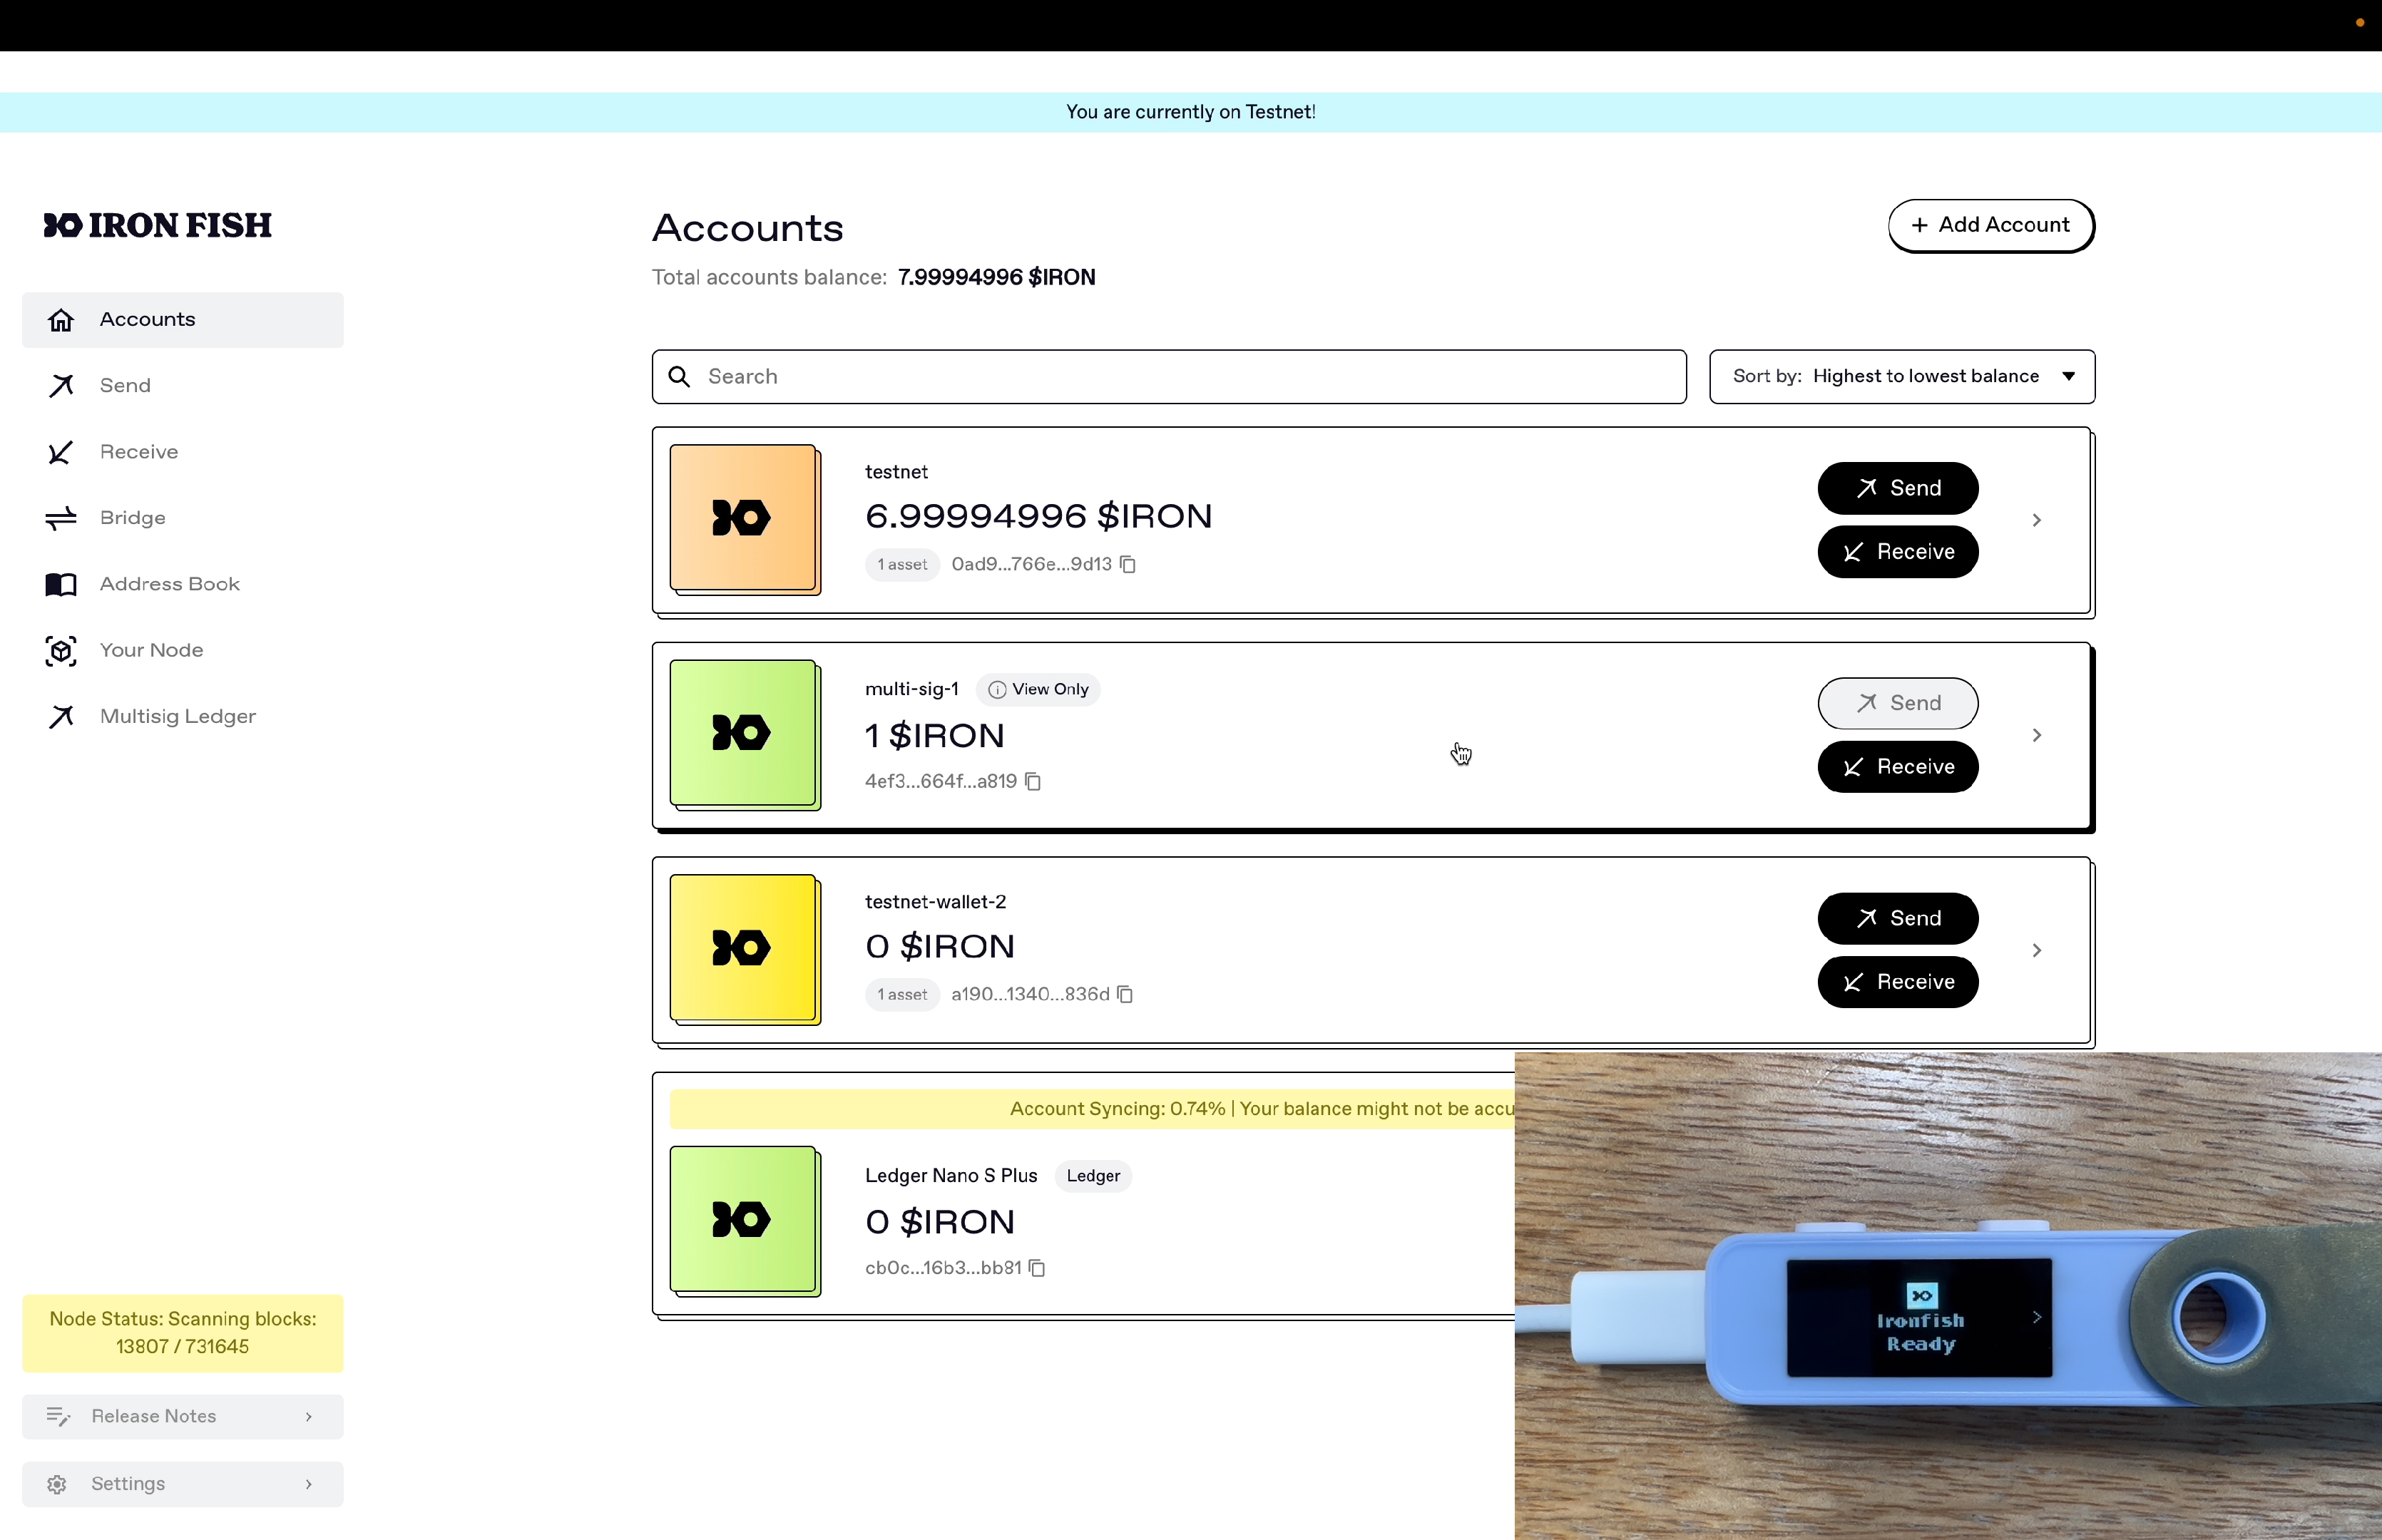 You are currently on Testnet!
IRON FISH
Accounts
Send
Receive
Bridge
Address Book
Your Node
Multisig Ledger
Node Status: Scanning blocks:
13807 / 731645
Release Notes
Settings
Accounts
+ Add Account
Total accounts balance: 7.99994996 $IRON
Search
Sort by: Highest to lowest balance
testnet
6.99994996 $IRON
1 asset 0ad9...766e...9d13
Send
Receive
multi-sig-1 View Only
1 $IRON
4ef3...664f...a819
Send
Receive
testnet-wallet-2
0 $IRON
1 asset a190...1340...836d
Send
Receive
Account Syncing: 0.74% | Your balance might not be accu
Ledger Nano S Plus Ledger
0 $IRON
cb0c...16b3...bb81
Ironfish
Ready